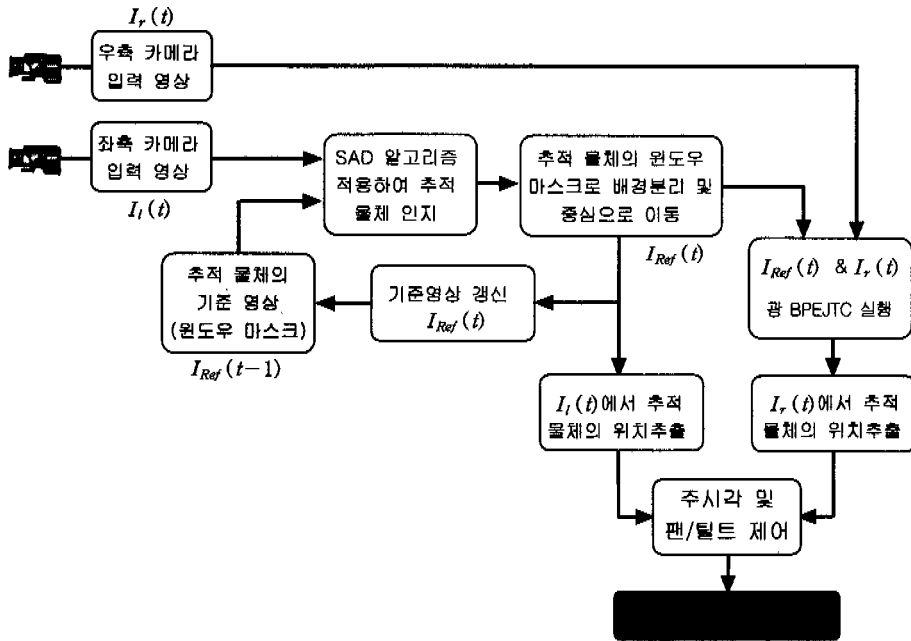 I_r(t)
우측 카메라
입력 영상
좌측 카메라
입력 영상
I_l(t)
SAD 알고리즘
적용하여 추적
물체 인지
추적 물체의 윈도우
마스크로 배경분리 및
중심으로 이동
I_Ref(t)
I_Ref(t) & I_r(t)
광 BPEJTC 실행
기준영상 갱신
I_Ref(t)
추적 물체의
기준 영상
(윈도우 마스크)
I_Ref(t-1)
I_l(t)에서 추적
물체의 위치추출
I_r(t)에서 추적
물체의 위치추출
주시각 및
팬/틸트 제어